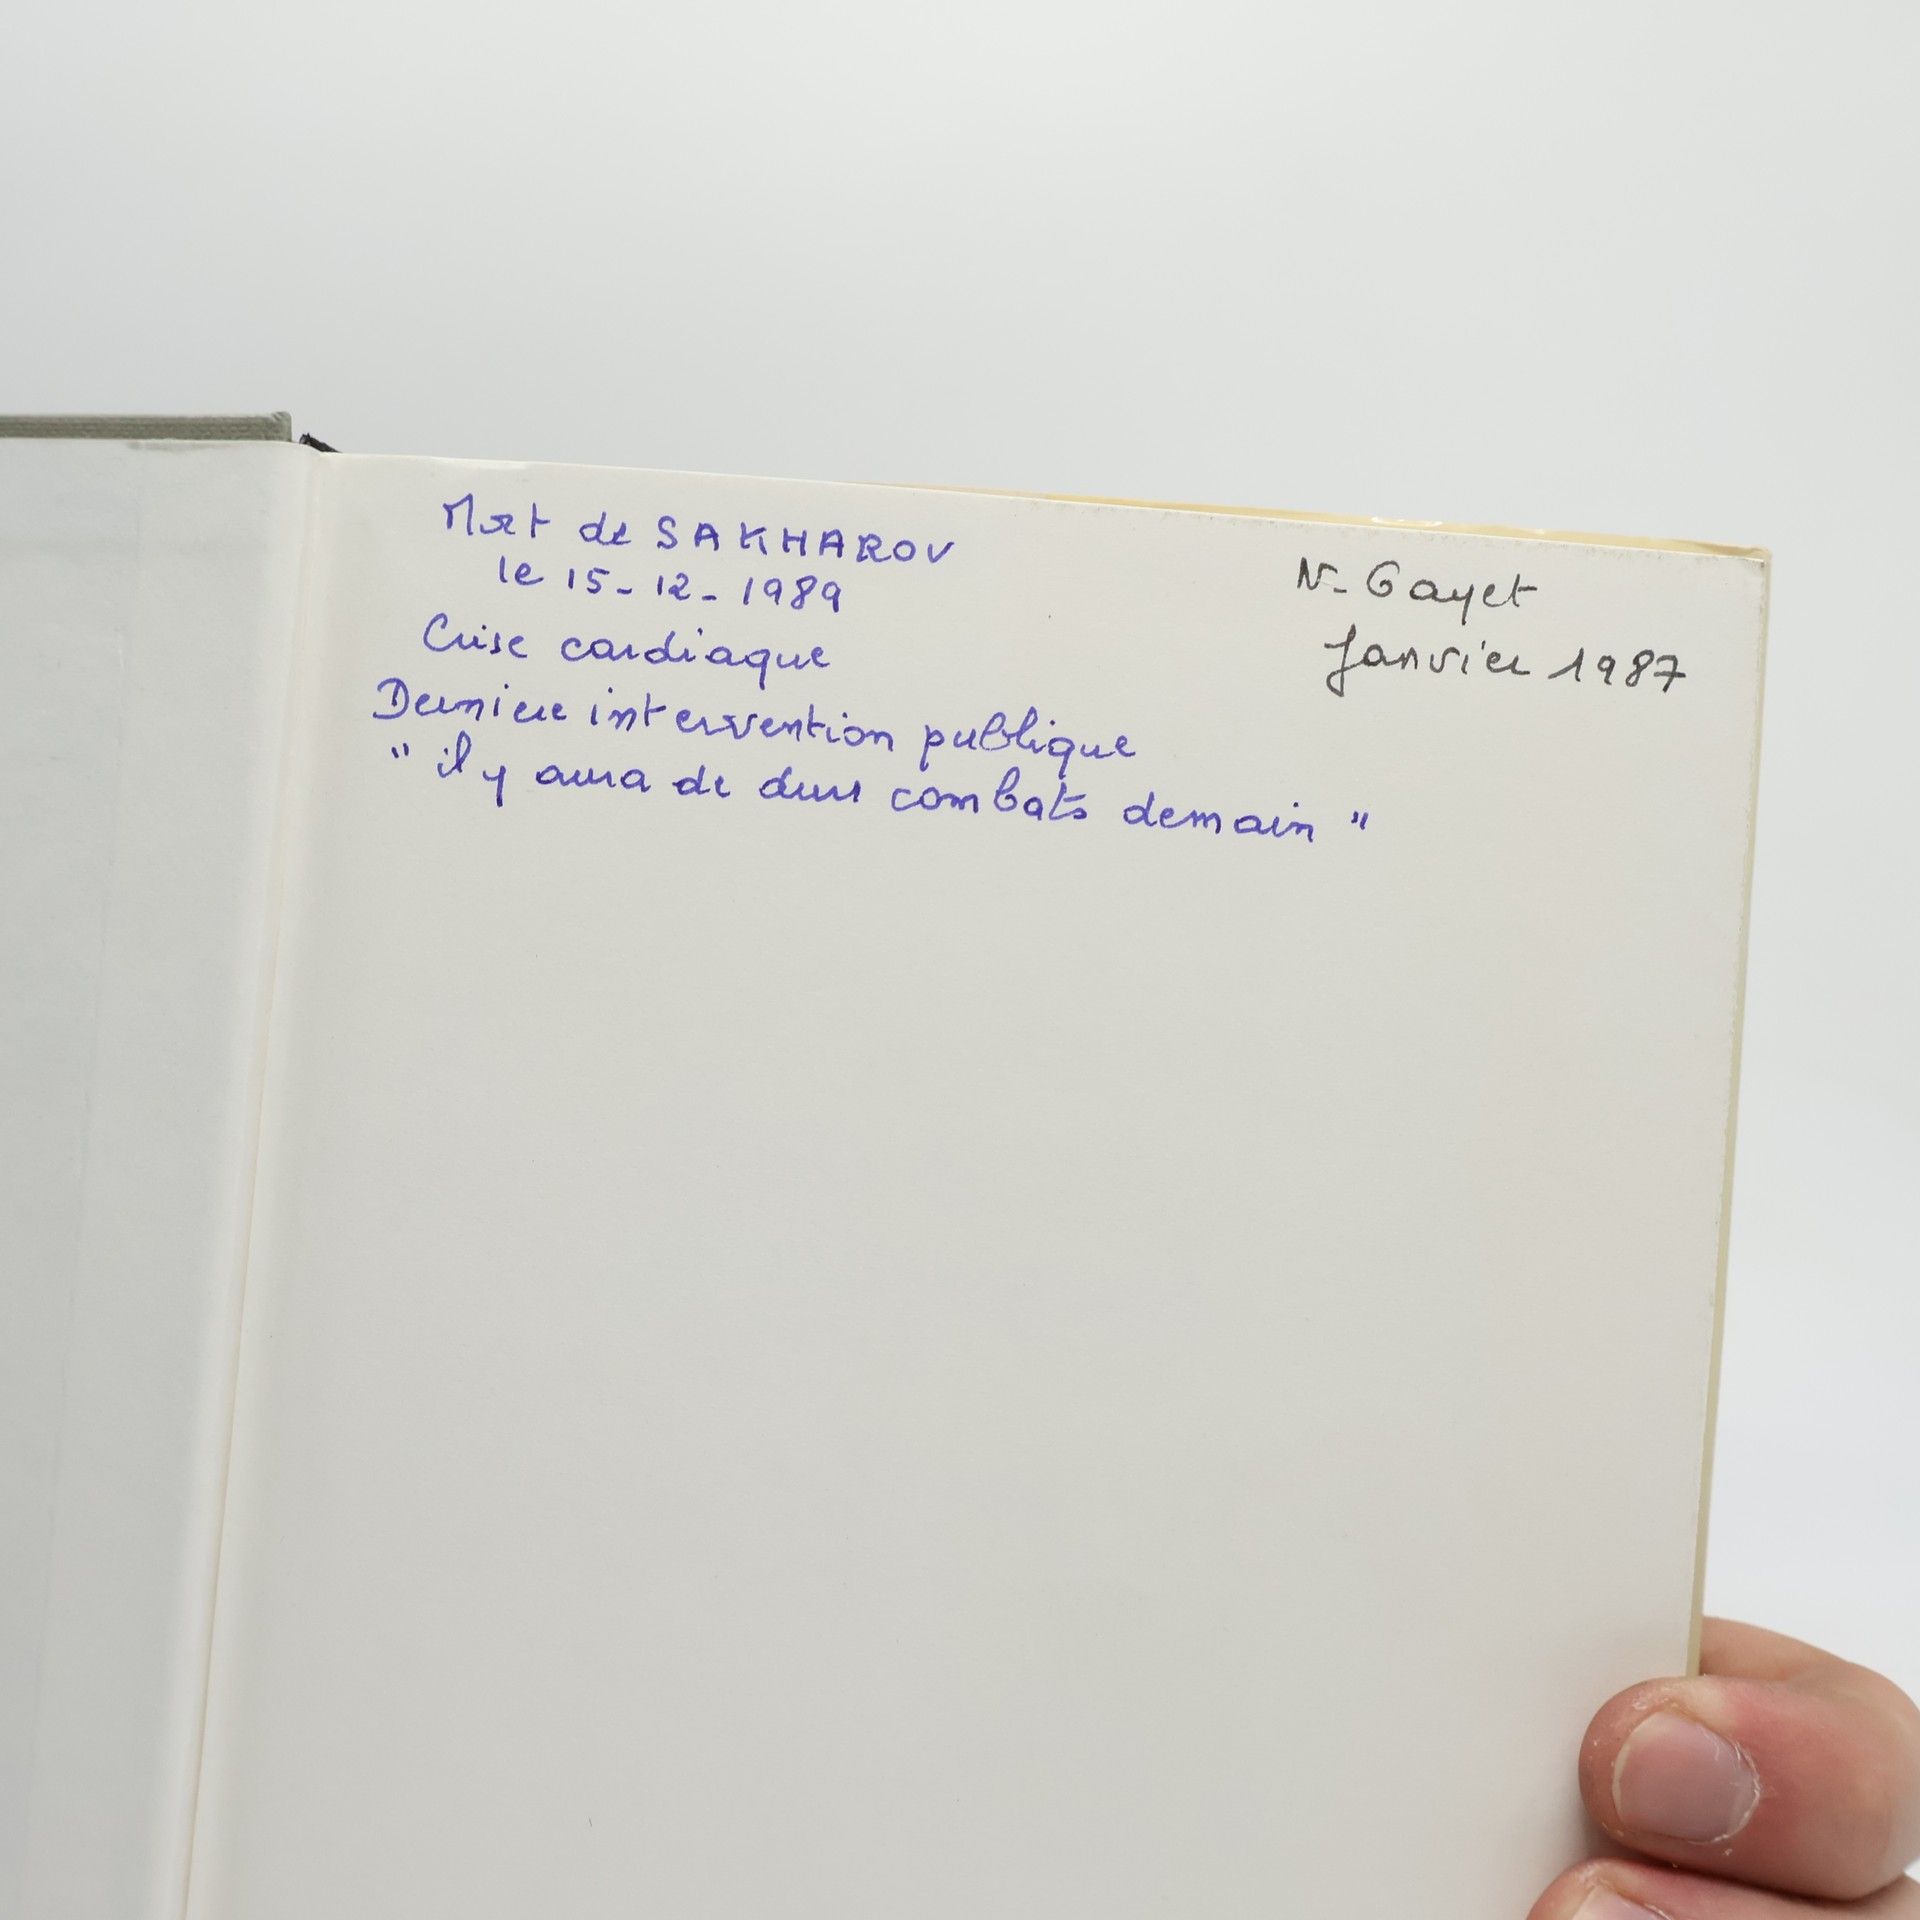 Mort de SAKHAROV
le 15-12-1989
Crise cardiaque
Derniere intervention publique
" il y aura de durs combats demain "
N- Gayet
Janvier 1987